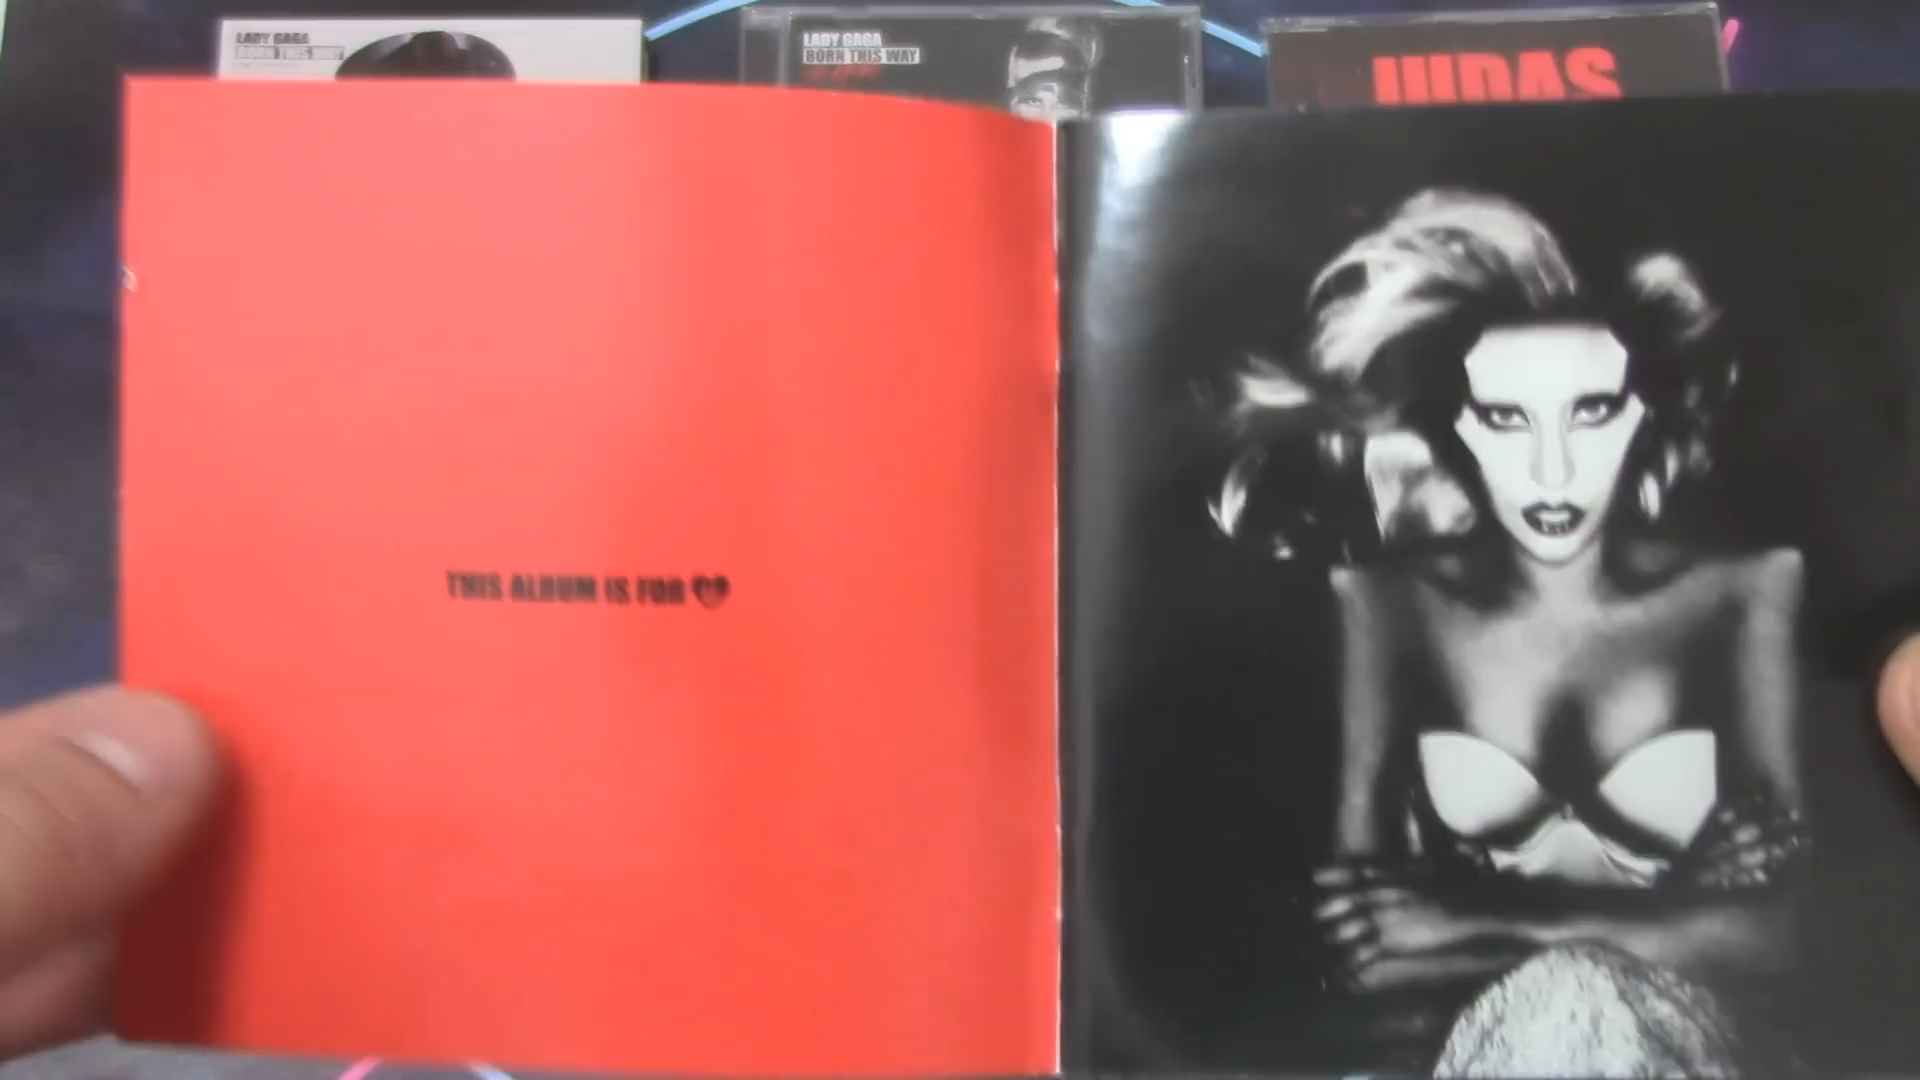 LADY GAGA
BORN THIS WAY
LADY GAGA
BORN THIS WAY
JUDAS
THIS ALBUM IS FOR